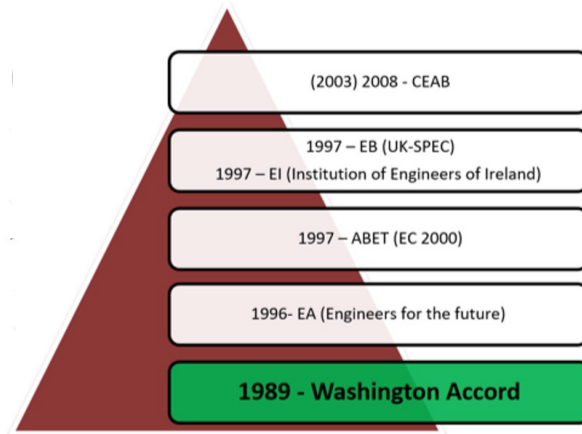 (2003) 2008 - CEAB
1997 – EB (UK-SPEC)
1997 – EI (Institution of Engineers of Ireland)
1997 – ABET (EC 2000)
1996- EA (Engineers for the future)
1989 - Washington Accord